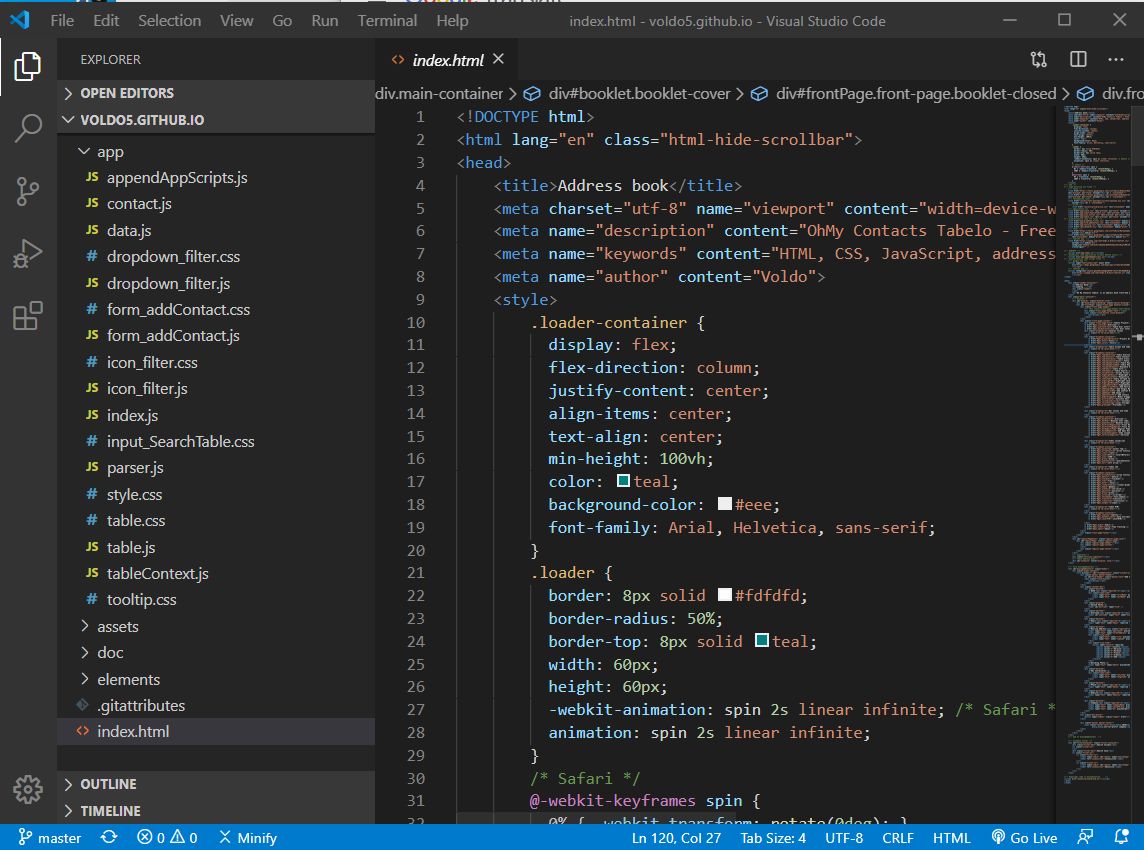 File Edit Selection View Go Run Terminal Help index.html - voldo5.github.io - Visual Studio Code
EXPLORER
OPEN EDITORS
VOLDO5.GITHUB.IO
app
JS appendAppScripts.js
JS contact.js
JS data.js
# dropdown_filter.css
JS dropdown_filter.js
# form_addContact.css
JS form_addContact.js
# icon_filter.css
JS icon_filter.js
JS index.js
# input_SearchTable.css
JS parser.js
# style.css
# table.css
JS table.js
JS tableContext.js
# tooltip.css
assets
doc
elements
.gitattributes
<> index.html
OUTLINE
TIMELINE
<> index.html
div.main-container > div#booklet.booklet-cover > div#frontPage.front-page.booklet-closed > div.fro
1 <!DOCTYPE html>
2 <html lang="en" class="html-hide-scrollbar">
3 <head>
4 <title>Address book</title>
5 <meta charset="utf-8" name="viewport" content="width=device-w
6 <meta name="description" content="OhMy Contacts Tabelo - Free
7 <meta name="keywords" content="HTML, CSS, JavaScript, address
8 <meta name="author" content="Voldo">
9 <style>
10 .loader-container {
11 display: flex;
12 flex-direction: column;
13 justify-content: center;
14 align-items: center;
15 text-align: center;
16 min-height: 100vh;
17 color: teal;
18 background-color: #eee;
19 font-family: Arial, Helvetica, sans-serif;
20 }
21 .loader {
22 border: 8px solid #fdfdfd;
23 border-radius: 50%;
24 border-top: 8px solid teal;
25 width: 60px;
26 height: 60px;
27 -webkit-animation: spin 2s linear infinite; /* Safari *
28 animation: spin 2s linear infinite;
29 }
30 /* Safari */
31 @-webkit-keyframes spin {
32 0% { -webkit-transform: rotate(0deg); }
master 0 0 Minify Ln 120, Col 27 Tab Size: 4 UTF-8 CRLF HTML Go Live